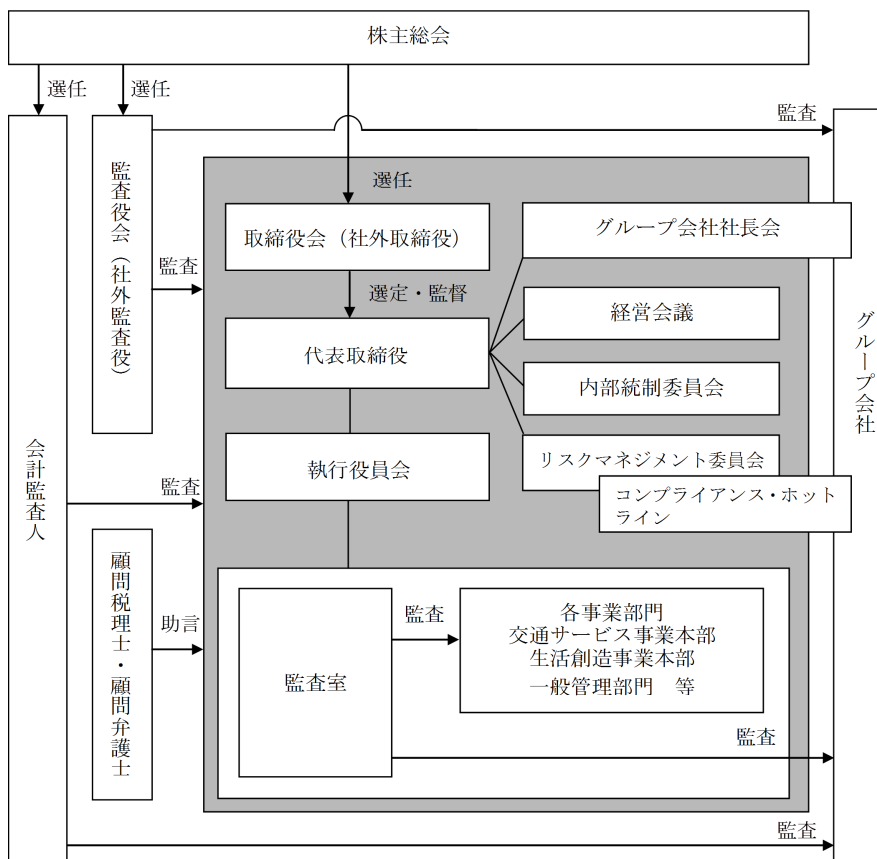 株主総会
選任
選任
監査
選任
監査役会（社外監査役）
取締役会（社外取締役）
グループ会社社長会
監査
選定・監督
経営会議
代表取締役
グループ会社
内部統制委員会
執行役員会
リスクマネジメント委員会
会計監査人
監査
コンプライアンス・ホット
ライン
顧問税理士・顧問弁護士
助言
監査室
監査
各事業部門
交通サービス事業本部
生活創造事業本部
一般管理部門　等
監査
監査